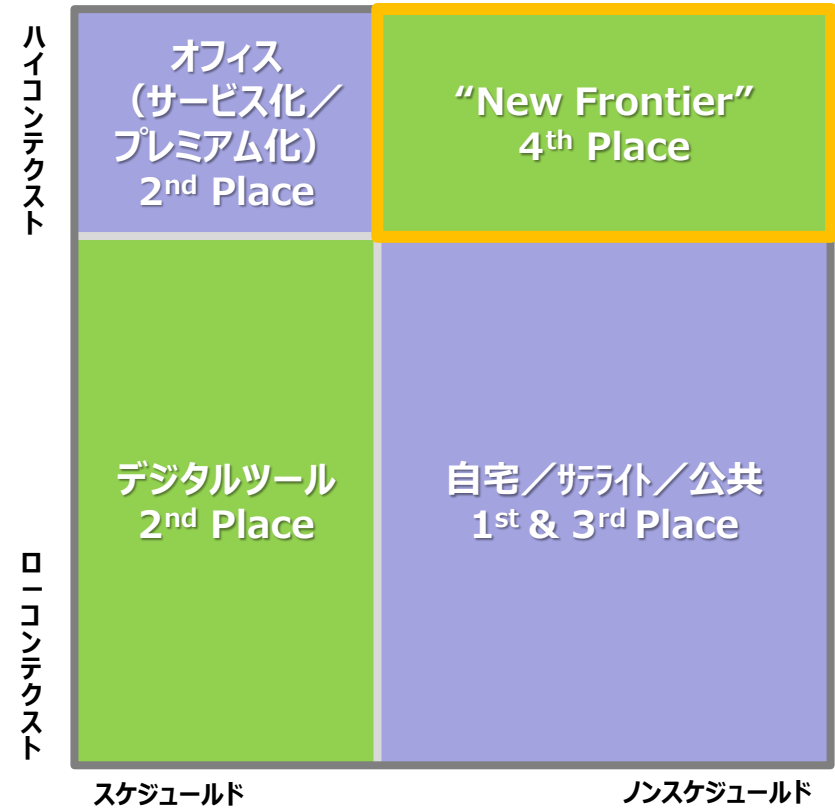 ハイコンテクスト
オフィス
（サービス化／
プレミアム化）
2nd Place
“New Frontier”
4th Place
デジタルツール
2nd Place
自宅／ｻﾃﾗｲﾄ／公共
1st & 3rd Place
ローコンテクスト
スケジュールド
ノンスケジュールド